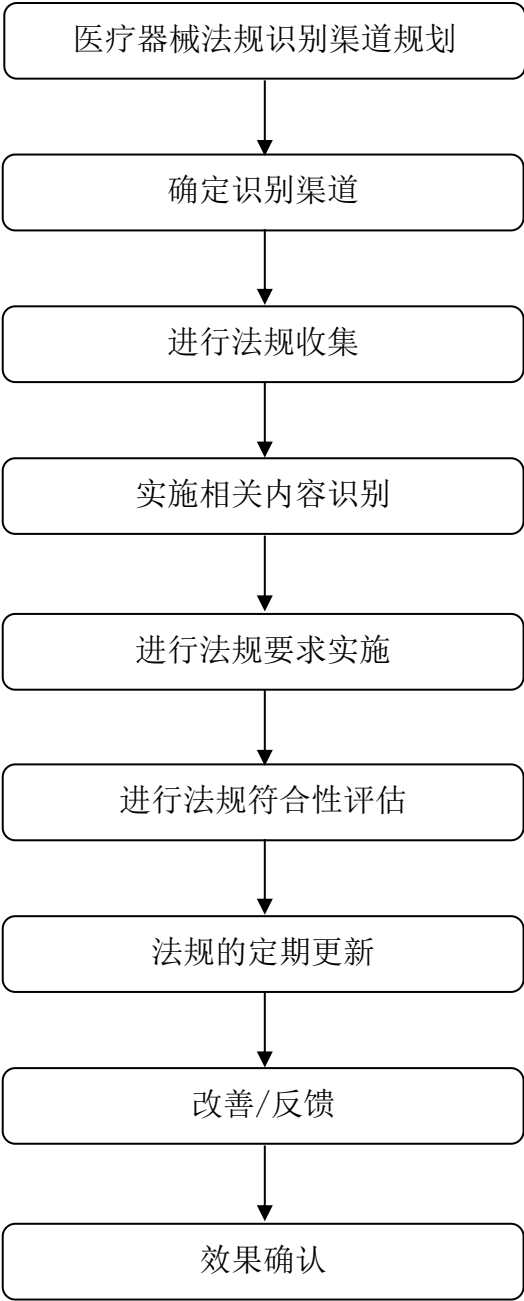 医疗器械法规识别渠道规划
确定识别渠道
进行法规收集
实施相关内容识别
进行法规要求实施
进行法规符合性评估
法规的定期更新
改善/反馈
效果确认